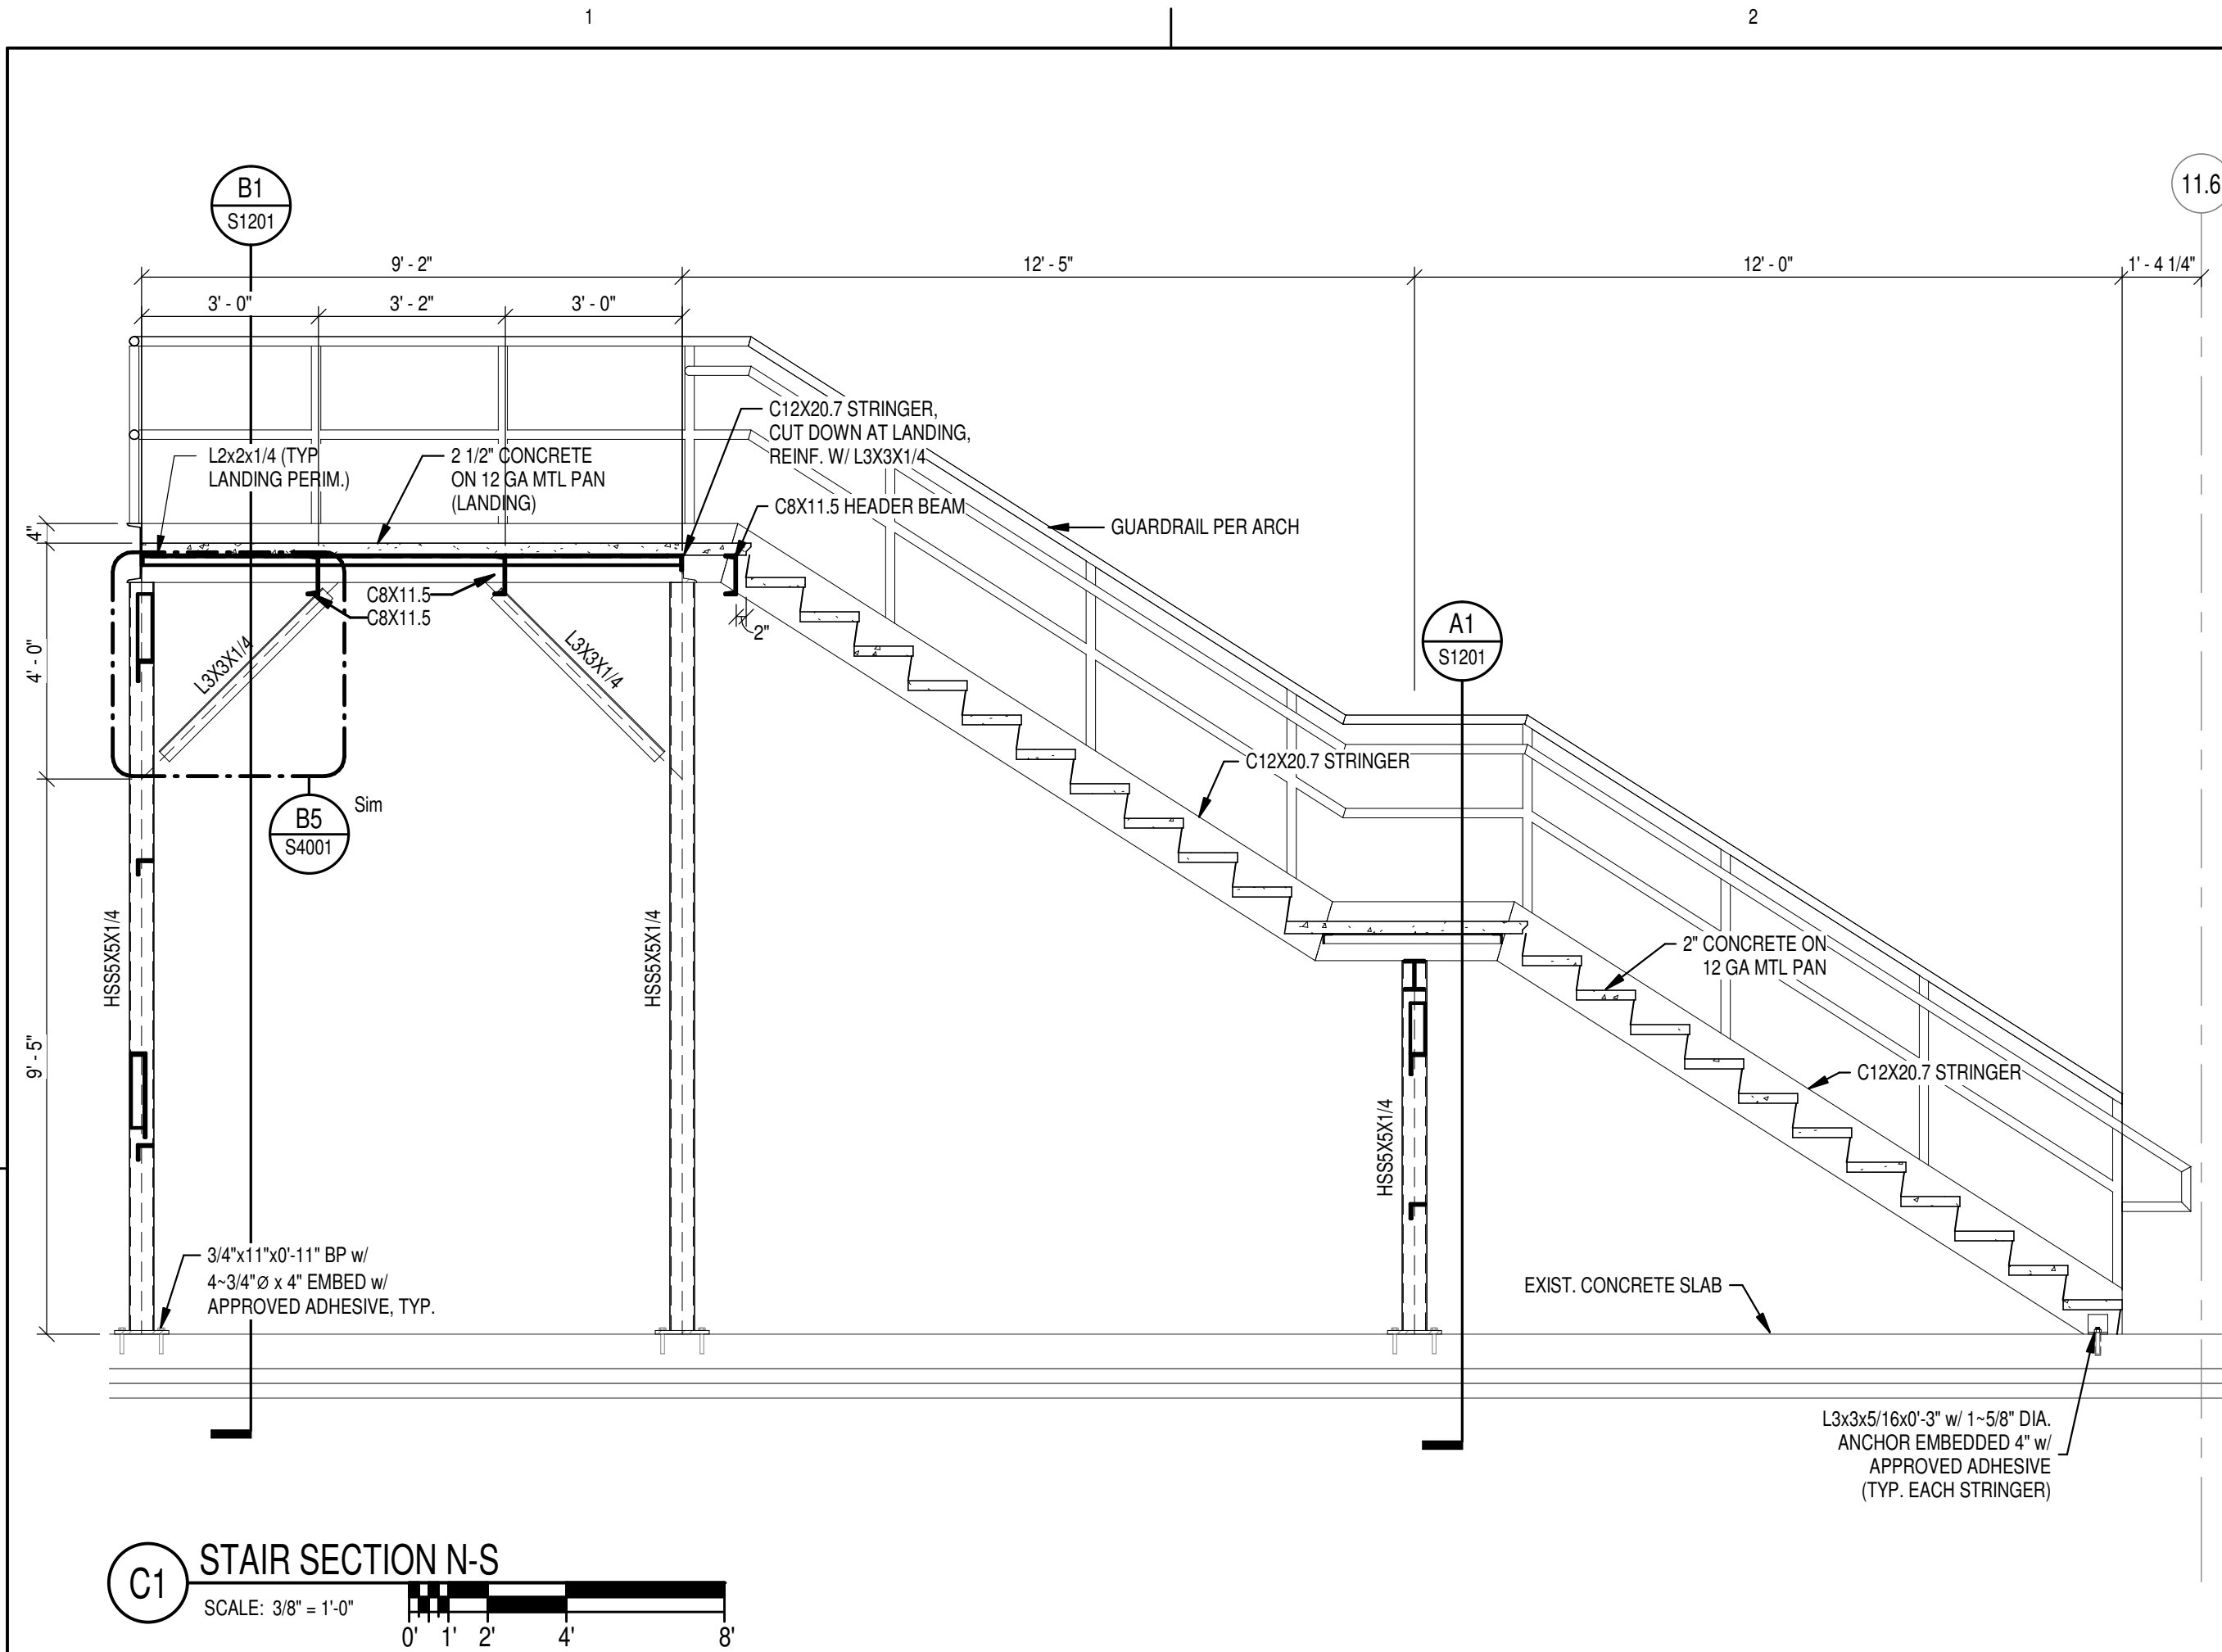 1
2
B1
S1201
11.6
9' - 2"
12' - 5"
12' - 0"
1' - 4 1/4"
3' - 0"
3' - 2"
3' - 0"
C12X20.7 STRINGER,
CUT DOWN AT LANDING,
REINF. W/ L3X3X1/4
L2x2x1/4 (TYP
LANDING PERIM.)
2 1/2" CONCRETE
ON 12 GA MTL PAN
(LANDING)
C8X11.5 HEADER BEAM
GUARDRAIL PER ARCH
4"
4' - 0"
9' - 5"
C8X11.5
C8X11.5
L3X3X1/4
L3X3X1/4
2"
A1
S1201
C12X20.7 STRINGER
B5
S4001
Sim
HSS5X5X1/4
HSS5X5X1/4
2" CONCRETE ON
12 GA MTL PAN
C12X20.7 STRINGER
HSS5X5X1/4
3/4"x11"x0'-11" BP w/
4~3/4"Ø x 4" EMBED w/
APPROVED ADHESIVE, TYP.
EXIST. CONCRETE SLAB
L3x3x5/16x0'-3" w/ 1~5/8" DIA.
ANCHOR EMBEDDED 4" w/
APPROVED ADHESIVE
(TYP. EACH STRINGER)
C1
STAIR SECTION N-S
SCALE: 3/8" = 1'-0"
0' 1' 2' 4' 8'